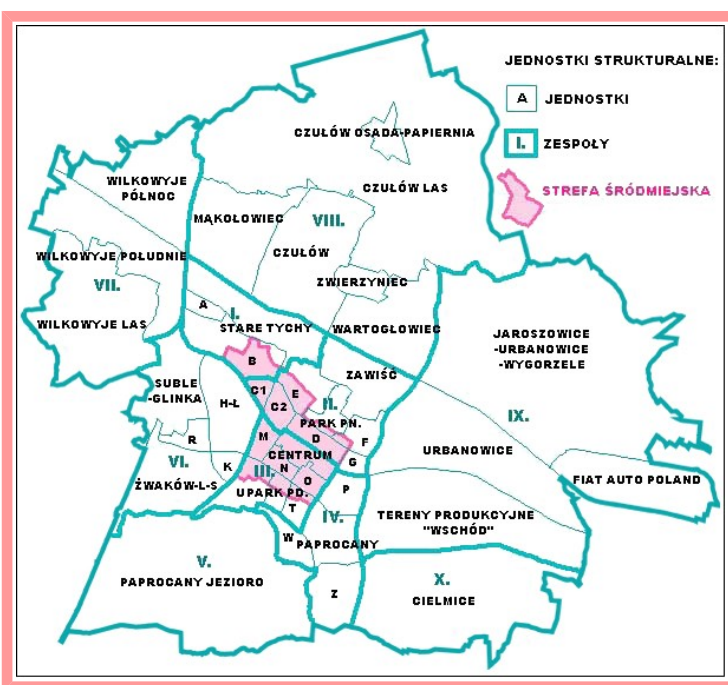 JEDNOSTKI STRUKTURALNE:
A JEDNOSTKI
I. ZESPOŁY
STREFA ŚRÓDMIEJSKA
CZUŁÓW OSADA-PAPIERNIA
WILKOWYJE
PÓŁNOC
CZUŁÓW LAS
MĄKOŁOWIEC
VIII.
CZUŁÓW
WILKOWYJE POŁUDNIE
VII.
ZWIERZYNIEC
A
I.
WILKOWYJE LAS
STARE TYCHY
WARTOGŁOWIEC
JAROSZOWICE
-URBANOWICE
-WYGORZELE
B
ZAWIŚĆ
SUBLE
-GLINKA
H-Ł
C1
E
C2
II.
PARK PN.
IX.
R
M
D
F
CENTRUM
G
URBANOWICE
VI.
K
III.
N
O
P
FIAT AUTO POLAND
ŻWAKÓW-L-S
U
PARK PD.
T
IV.
TERENY PRODUKCYJNE
"WSCHÓD"
W
PAPROCANY
V.
PAPROCANY JEZIORO
X.
CIELMICE
Z